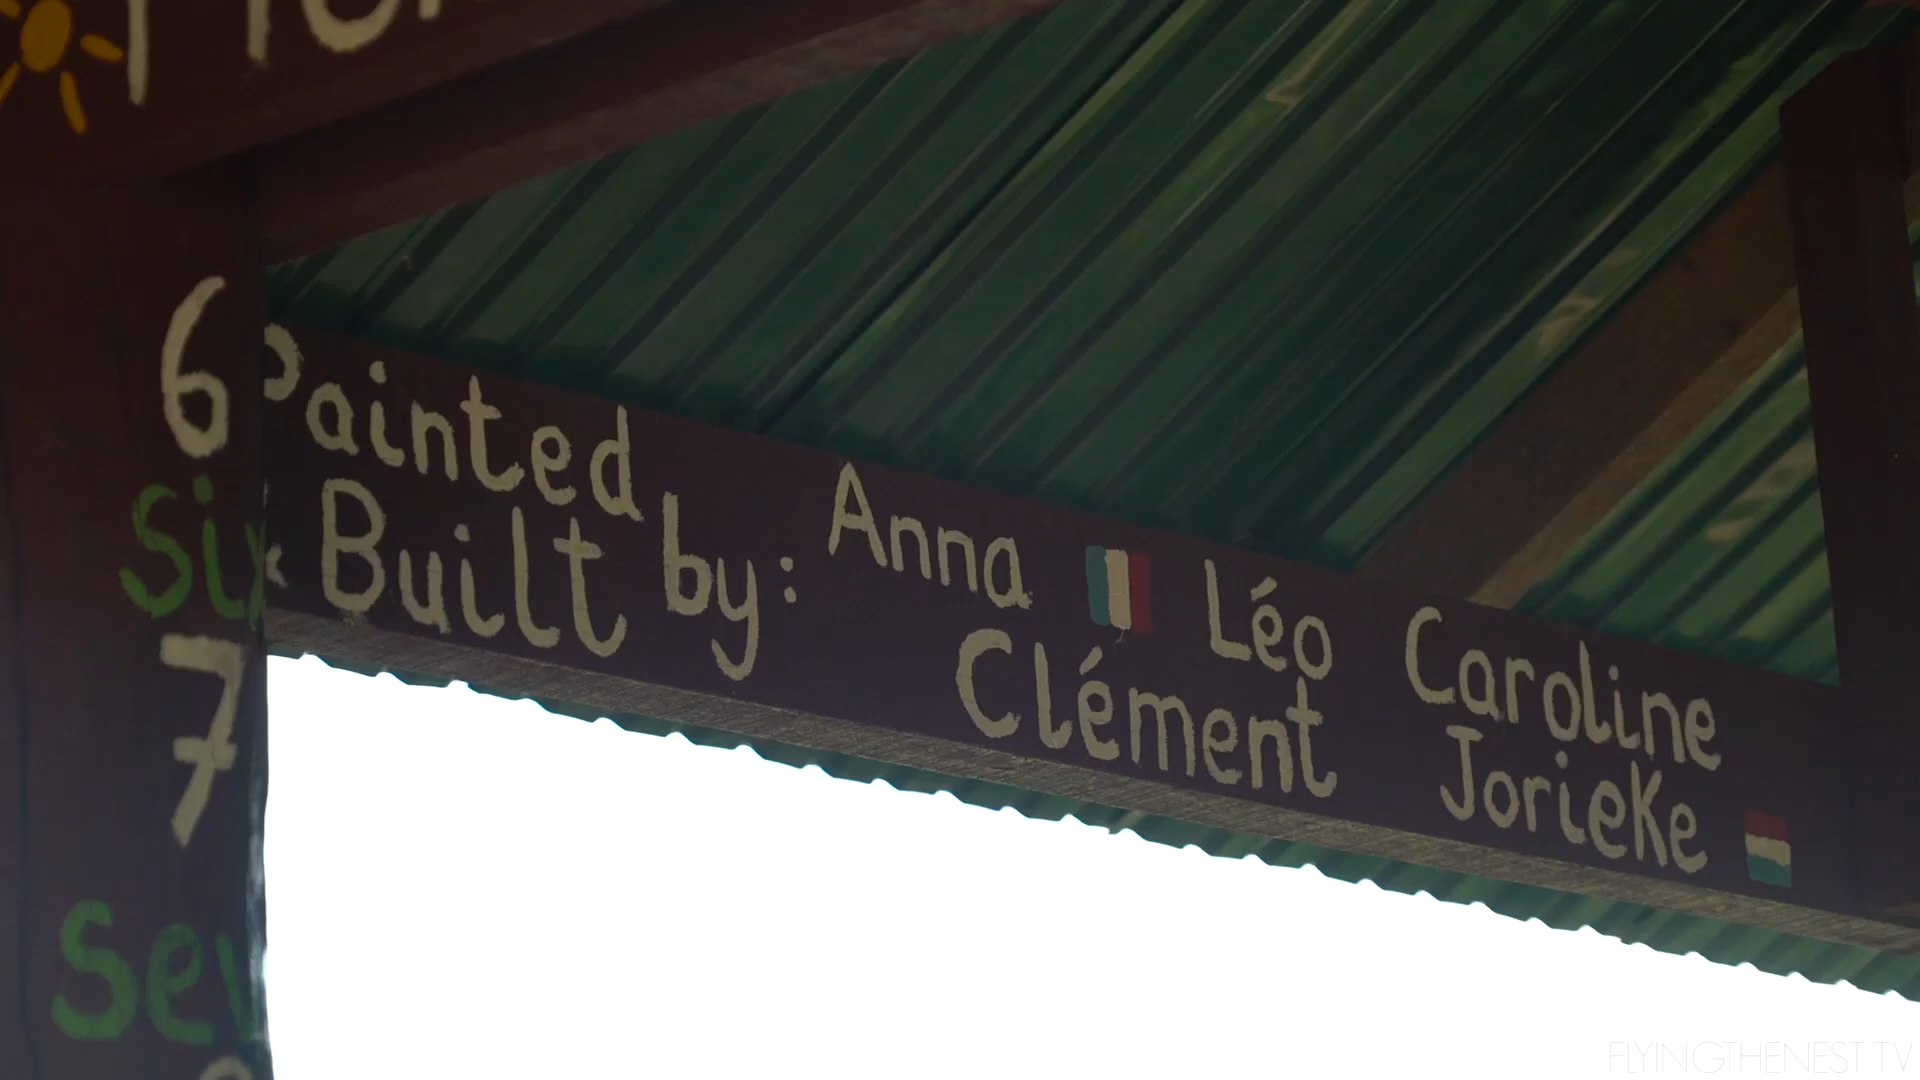 6
Six
7
Sev
Painted
& Built by:
Anna Léo Caroline
Clément Jorieke
FLYINGTHENEST.TV